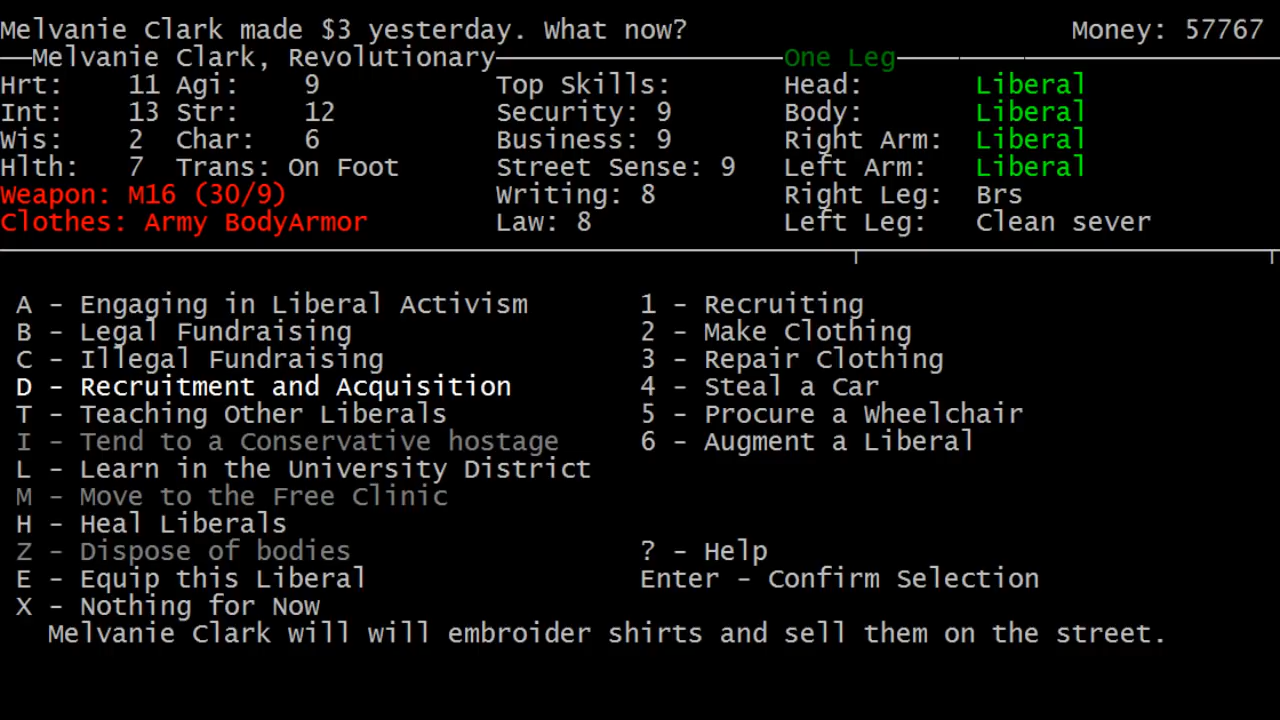 Melvanie Clark made $3 yesterday. What now? Money: 57767
Melvanie Clark, Revolutionary One Leg
Hrt: 11 Agi: 9 Top Skills: Head: Liberal
Int: 13 Str: 12 Security: 9 Body: Liberal
Wis: 2 Char: 6 Business: 9 Right Arm: Liberal
Hlth: 7 Trans: On Foot Street Sense: 9 Left Arm: Liberal
Weapon: M16 (30/9) Writing: 8 Right Leg: Brs
Clothes: Army BodyArmor Law: 8 Left Leg: Clean sever
A - Engaging in Liberal Activism 1 - Recruiting
B - Legal Fundraising 2 - Make Clothing
C - Illegal Fundraising 3 - Repair Clothing
D - Recruitment and Acquisition 4 - Steal a Car
T - Teaching Other Liberals 5 - Procure a Wheelchair
I - Tend to a Conservative hostage 6 - Augment a Liberal
L - Learn in the University District
M - Move to the Free Clinic
H - Heal Liberals
Z - Dispose of bodies ? - Help
E - Equip this Liberal Enter - Confirm Selection
X - Nothing for Now
Melvanie Clark will will embroider shirts and sell them on the street.